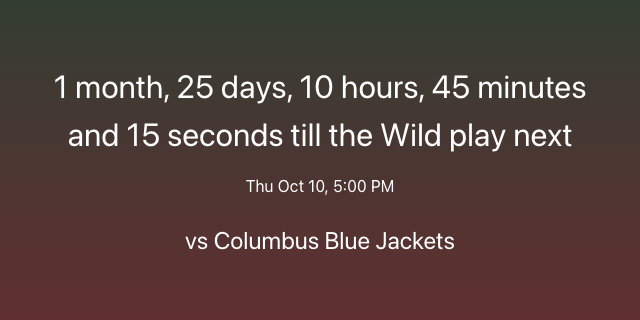 1 month, 25 days, 10 hours, 45 minutes
and 15 seconds till the Wild play next
Thu Oct 10, 5:00 PM
vs Columbus Blue Jackets